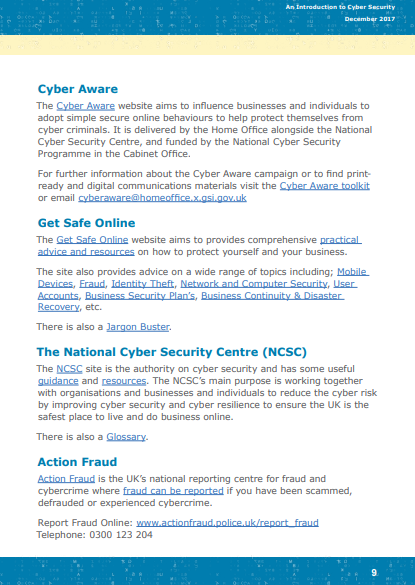 An Introduction to Cyber Security
December 2017
Cyber Aware
The Cyber Aware website aims to influence businesses and individuals to
adopt simple secure online behaviours to help protect themselves from
cyber criminals. It is delivered by the Home Office alongside the National
Cyber Security Centre, and funded by the National Cyber Security
Programme in the Cabinet Office.
For further information about the Cyber Aware campaign or to find print-
ready and digital communications materials visit the Cyber Aware toolkit
or email cyberaware@homeoffice.x.gsi.gov.uk
Get Safe Online
The Get Safe Online website aims to provides comprehensive practical
advice and resources on how to protect yourself and your business.
The site also provides advice on a wide range of topics including; Mobile
Devices, Fraud, Identity Theft, Network and Computer Security, User
Accounts, Business Security Plan's, Business Continuity & Disaster
Recovery, etc.
There is also a Jargon Buster.
The National Cyber Security Centre (NCSC)
The NCSC site is the authority on cyber security and has some useful
guidance and resources. The NCSC's main purpose is working together
with organisations and businesses and individuals to reduce the cyber risk
by improving cyber security and cyber resilience to ensure the UK is the
safest place to live and do business online.
There is also a Glossary.
Action Fraud
Action Fraud is the UK's national reporting centre for fraud and
cybercrime where fraud can be reported if you have been scammed,
defrauded or experienced cybercrime.
Report Fraud Online: www.actionfraud.police.uk/report_fraud
Telephone: 0300 123 204
9